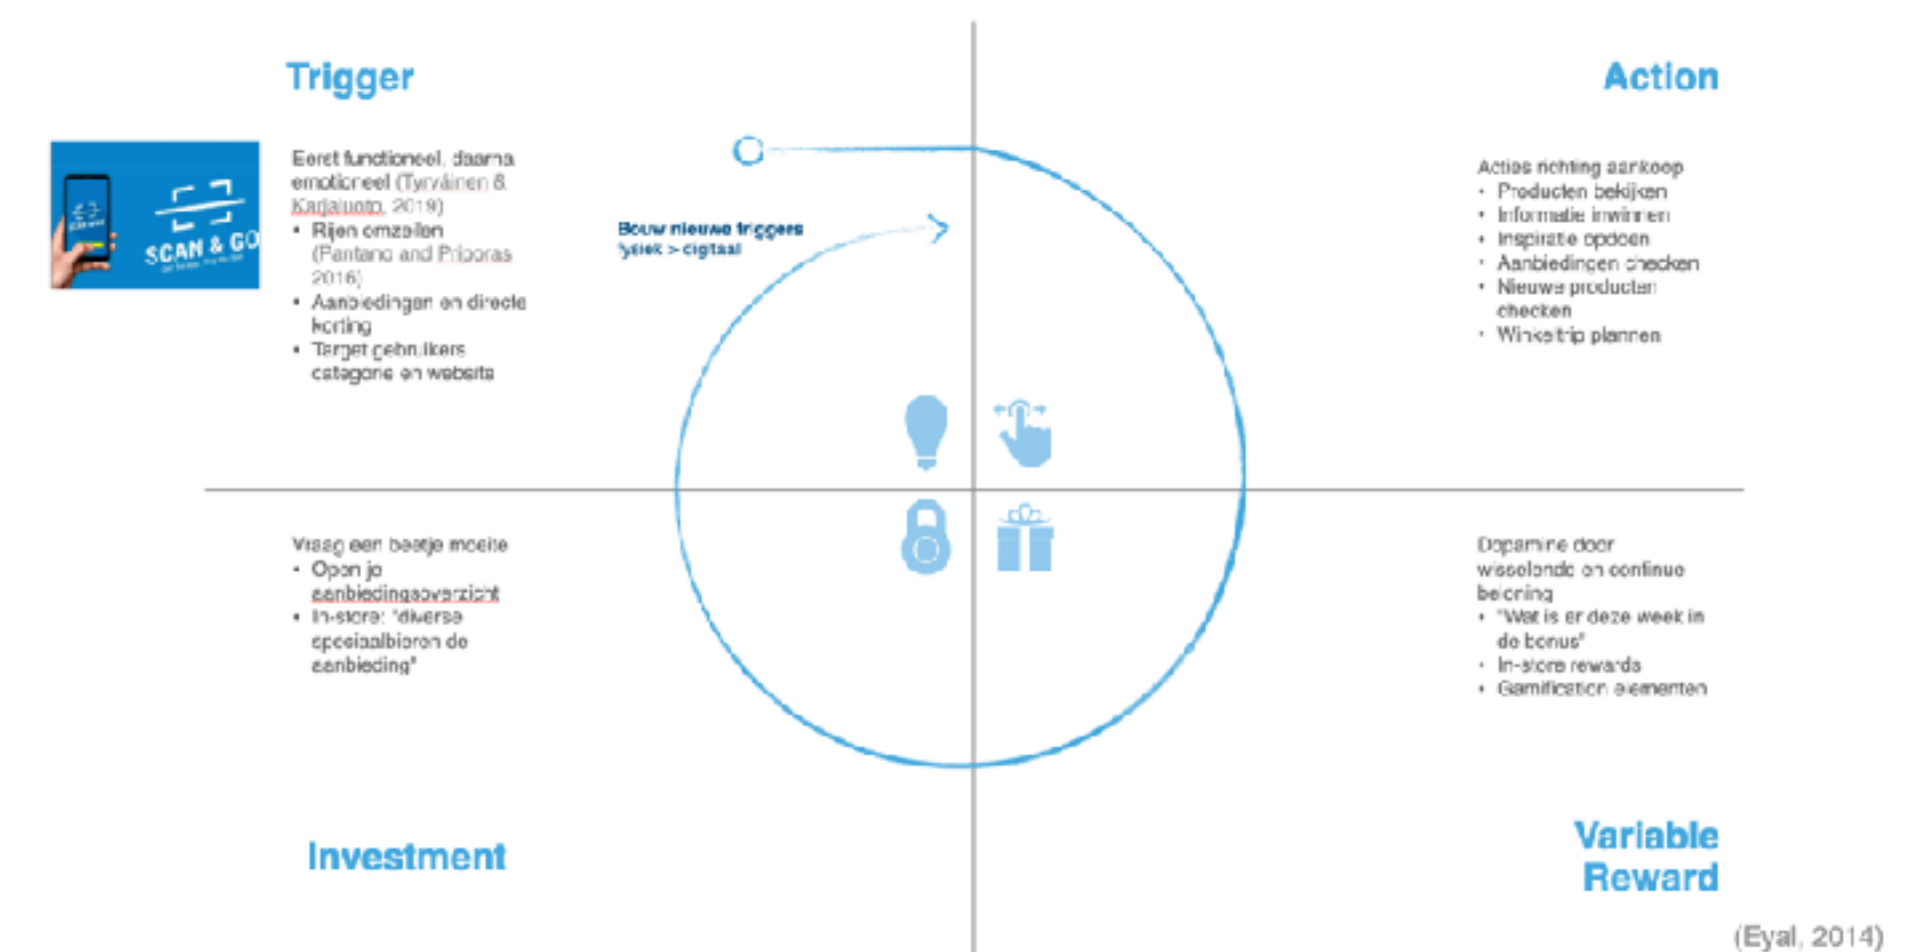 Trigger
Eerst functioneel, daarna
emotioneel (Tyrväinen &
Karjaluoto, 2019)
• Rijen omzeilen
(Pantano and Priporas
2016)
• Aanbiedingen en directe
korting
• Target gebruikers
categorie en website
SCAN & GO
Bouw nieuwe triggers
fysiek > digitaal
Action
Acties richting aankoop
• Producten bekijken
• Informatie inwinnen
• Inspiratie opdoen
• Aanbiedingen checken
• Nieuwe producten
checken
• Winkeltrip plannen
Vraag een beetje moeite
• Open je
aanbiedingsoverzicht
• In-store: "diverse
speciaalbieren de
aanbieding"
Investment
Dopamine door
wisselende en continue
beloning
• "Wat is er deze week in
de bonus"
• In-store rewards
• Gamification elementen
Variable
Reward
(Eyal, 2014)